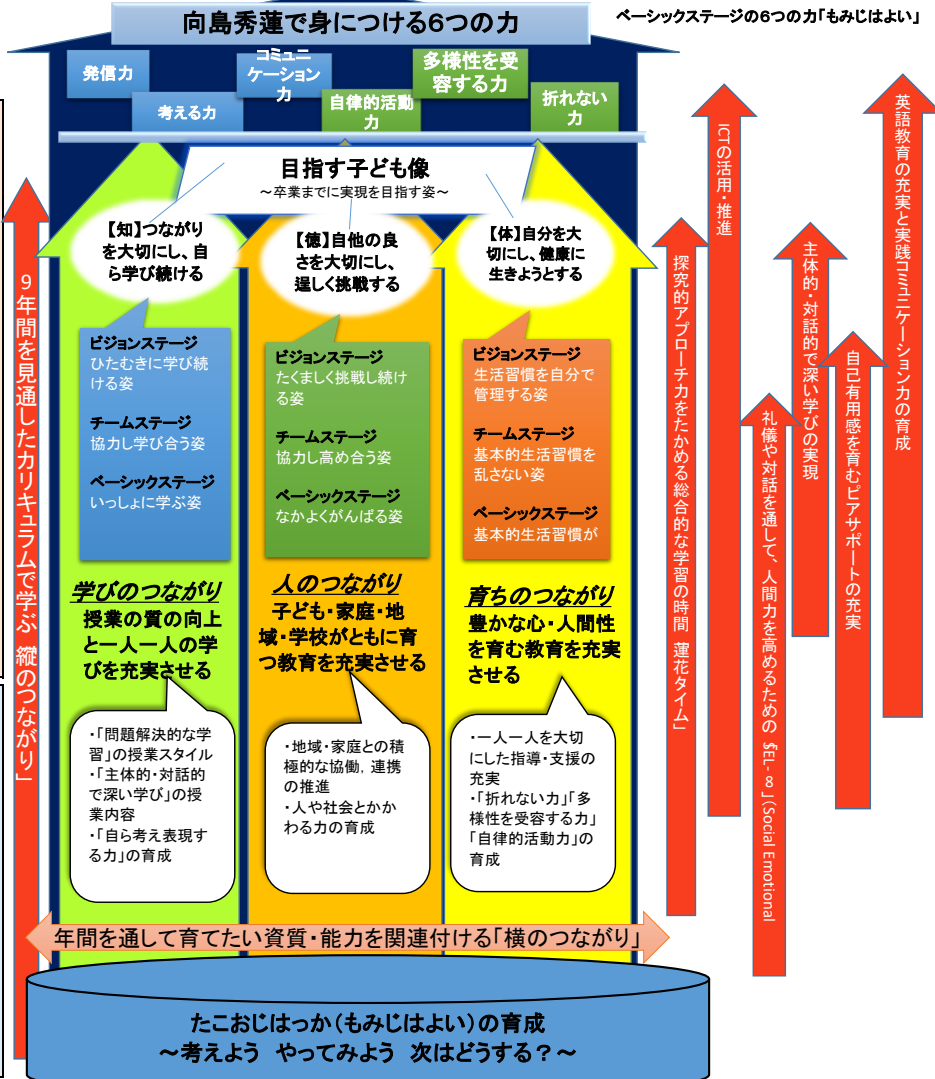 向島秀蓮で身につける6つの力
ベーシックステージの6つの力「もみじはよい」
発信力
考える力
コミュニ
ケーション
力
自律的活動
力
多様性を受
容する力
折れない
力
目指す子ども像
～卒業までに実現を目指す姿～
【知】つながり
を大切にし、自
ら学び続ける
【徳】自他の良
さを大切にし、
逞しく挑戦する
【体】自分を大
切にし、健康に
生きようとする
ビジョンステージ
ひたむきに学び続
ける姿
チームステージ
協力し学び合う姿
ベーシックステージ
いっしょに学ぶ姿
ビジョンステージ
たくましく挑戦し続け
る姿
チームステージ
協力し高め合う姿
ベーシックステージ
なかよくがんばる姿
ビジョンステージ
生活習慣を自分で
管理する姿
チームステージ
基本的生活習慣を
乱さない姿
ベーシックステージ
基本的生活習慣が
学びのつながり
授業の質の向上
と一人一人の学
びを充実させる
人のつながり
子ども・家庭・地
域・学校がともに育
つ教育を充実させる
育ちのつながり
豊かな心・人間性
を育む教育を充実
させる
・「問題解決的な学
習」の授業スタイル
・「主体的・対話的
で深い学び」の授
業内容
・「自ら考え表現す
る力」の育成
・地域・家庭との積
極的な協働，連携
の推進
・人や社会とかか
わる力の育成
・一人一人を大切
にした指導・支援の
充実
・「折れない力」「多
様性を受容する力」
「自律的活動力」の
育成
年間を通して育てたい資質・能力を関連付ける「横のつながり」
たこおじはっか（もみじはよい）の育成
～考えよう　やってみよう　次はどうする？～
9年間を見通したカリキュラムで学ぶ 縦のつながり」
探究的アプローチ力をたかめる総合的な学習の時間 蓮花タイム」
ICTの活用・推進
礼儀や対話を通して、人間力を高めるための SEL-8」(Social Emotional
主体的・対話的で深い学びの実現
自己有用感を育むピアサポートの充実
英語教育の充実と実践コミュニケーション力の育成